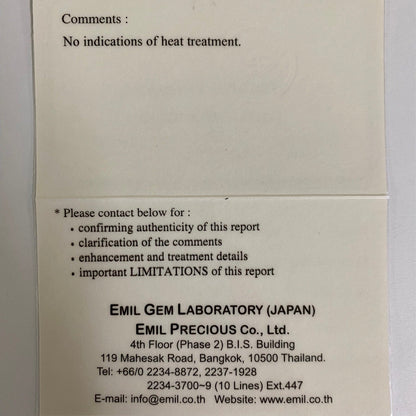 Comments :
No indications of heat treatment.
* Please contact below for :
• confirming authenticity of this report
• clarification of the comments
• enhancement and treatment details
• important LIMITATIONS of this report
EMIL GEM LABORATORY (JAPAN)
EMIL PRECIOUS CO., LTD.
4th Floor (Phase 2) B.I.S. Building
119 Mahesak Road, Bangkok, 10500 Thailand.
Tel: +66/0 2234-8872, 2237-1928
2234-3700~9 (10 Lines) Ext.447
E-mail: info@emil.co.th Website: www.emil.co.th